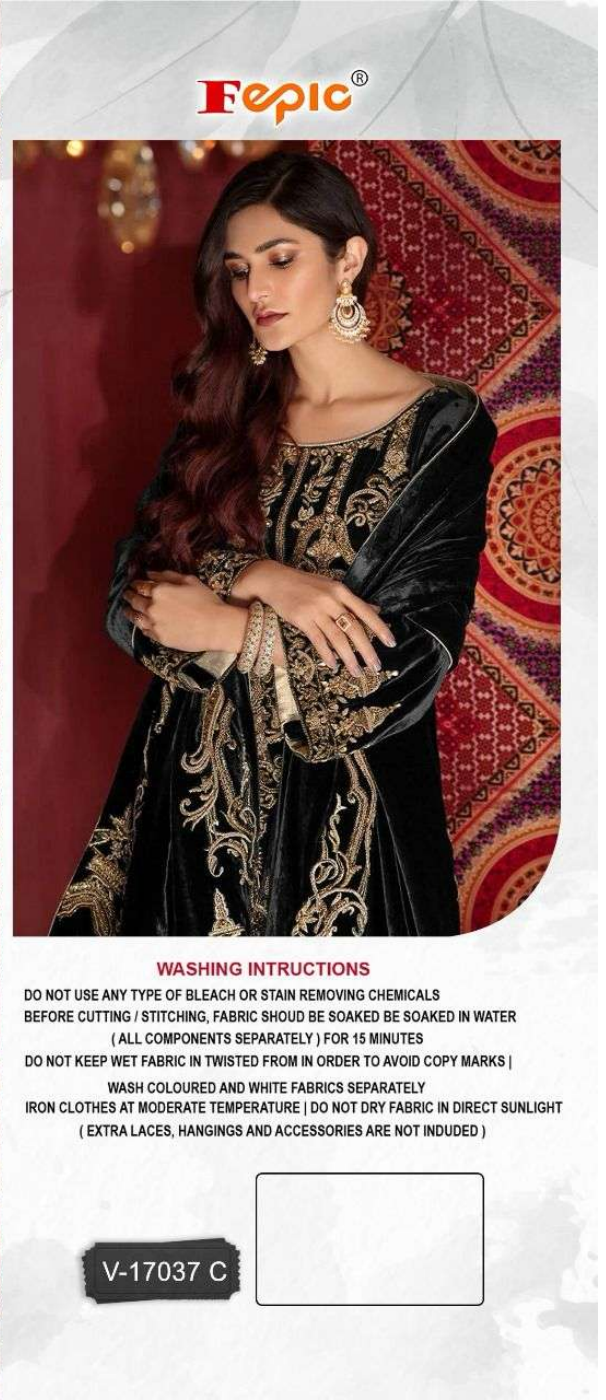 Fepic®
WASHING INTRUCTIONS
DO NOT USE ANY TYPE OF BLEACH OR STAIN REMOVING CHEMICALS
BEFORE CUTTING / STITCHING, FABRIC SHOUD BE SOAKED BE SOAKED IN WATER
( ALL COMPONENTS SEPARATELY ) FOR 15 MINUTES
DO NOT KEEP WET FABRIC IN TWISTED FROM IN ORDER TO AVOID COPY MARKS |
WASH COLOURED AND WHITE FABRICS SEPARATELY
IRON CLOTHES AT MODERATE TEMPERATURE | DO NOT DRY FABRIC IN DIRECT SUNLIGHT
( EXTRA LACES, HANGINGS AND ACCESSORIES ARE NOT INDUDED )
V-17037 C